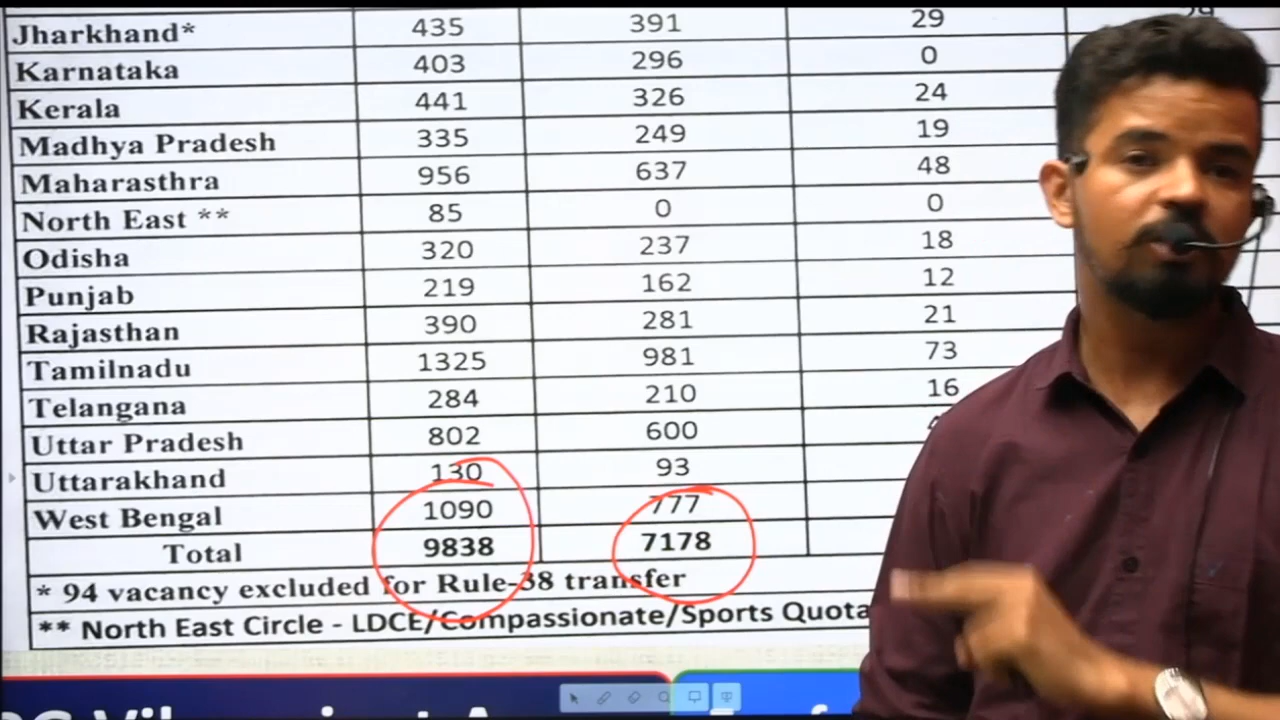 Jharkhand* 435 391 29
Karnataka 403 296 0
Kerala 441 326 24
Madhya Pradesh 335 249 19
Maharasthra 956 637 48
North East ** 85 0 0
Odisha 320 237 18
Punjab 219 162 12
Rajasthan 390 281 21
Tamilnadu 1325 981 73
Telangana 284 210 16
Uttar Pradesh 802 600
Uttarakhand 130 93
West Bengal 1090 777
Total 9838 7178
* 94 vacancy excluded for Rule-38 transfer
** North East Circle - LDCE/Compassionate/Sports Quota